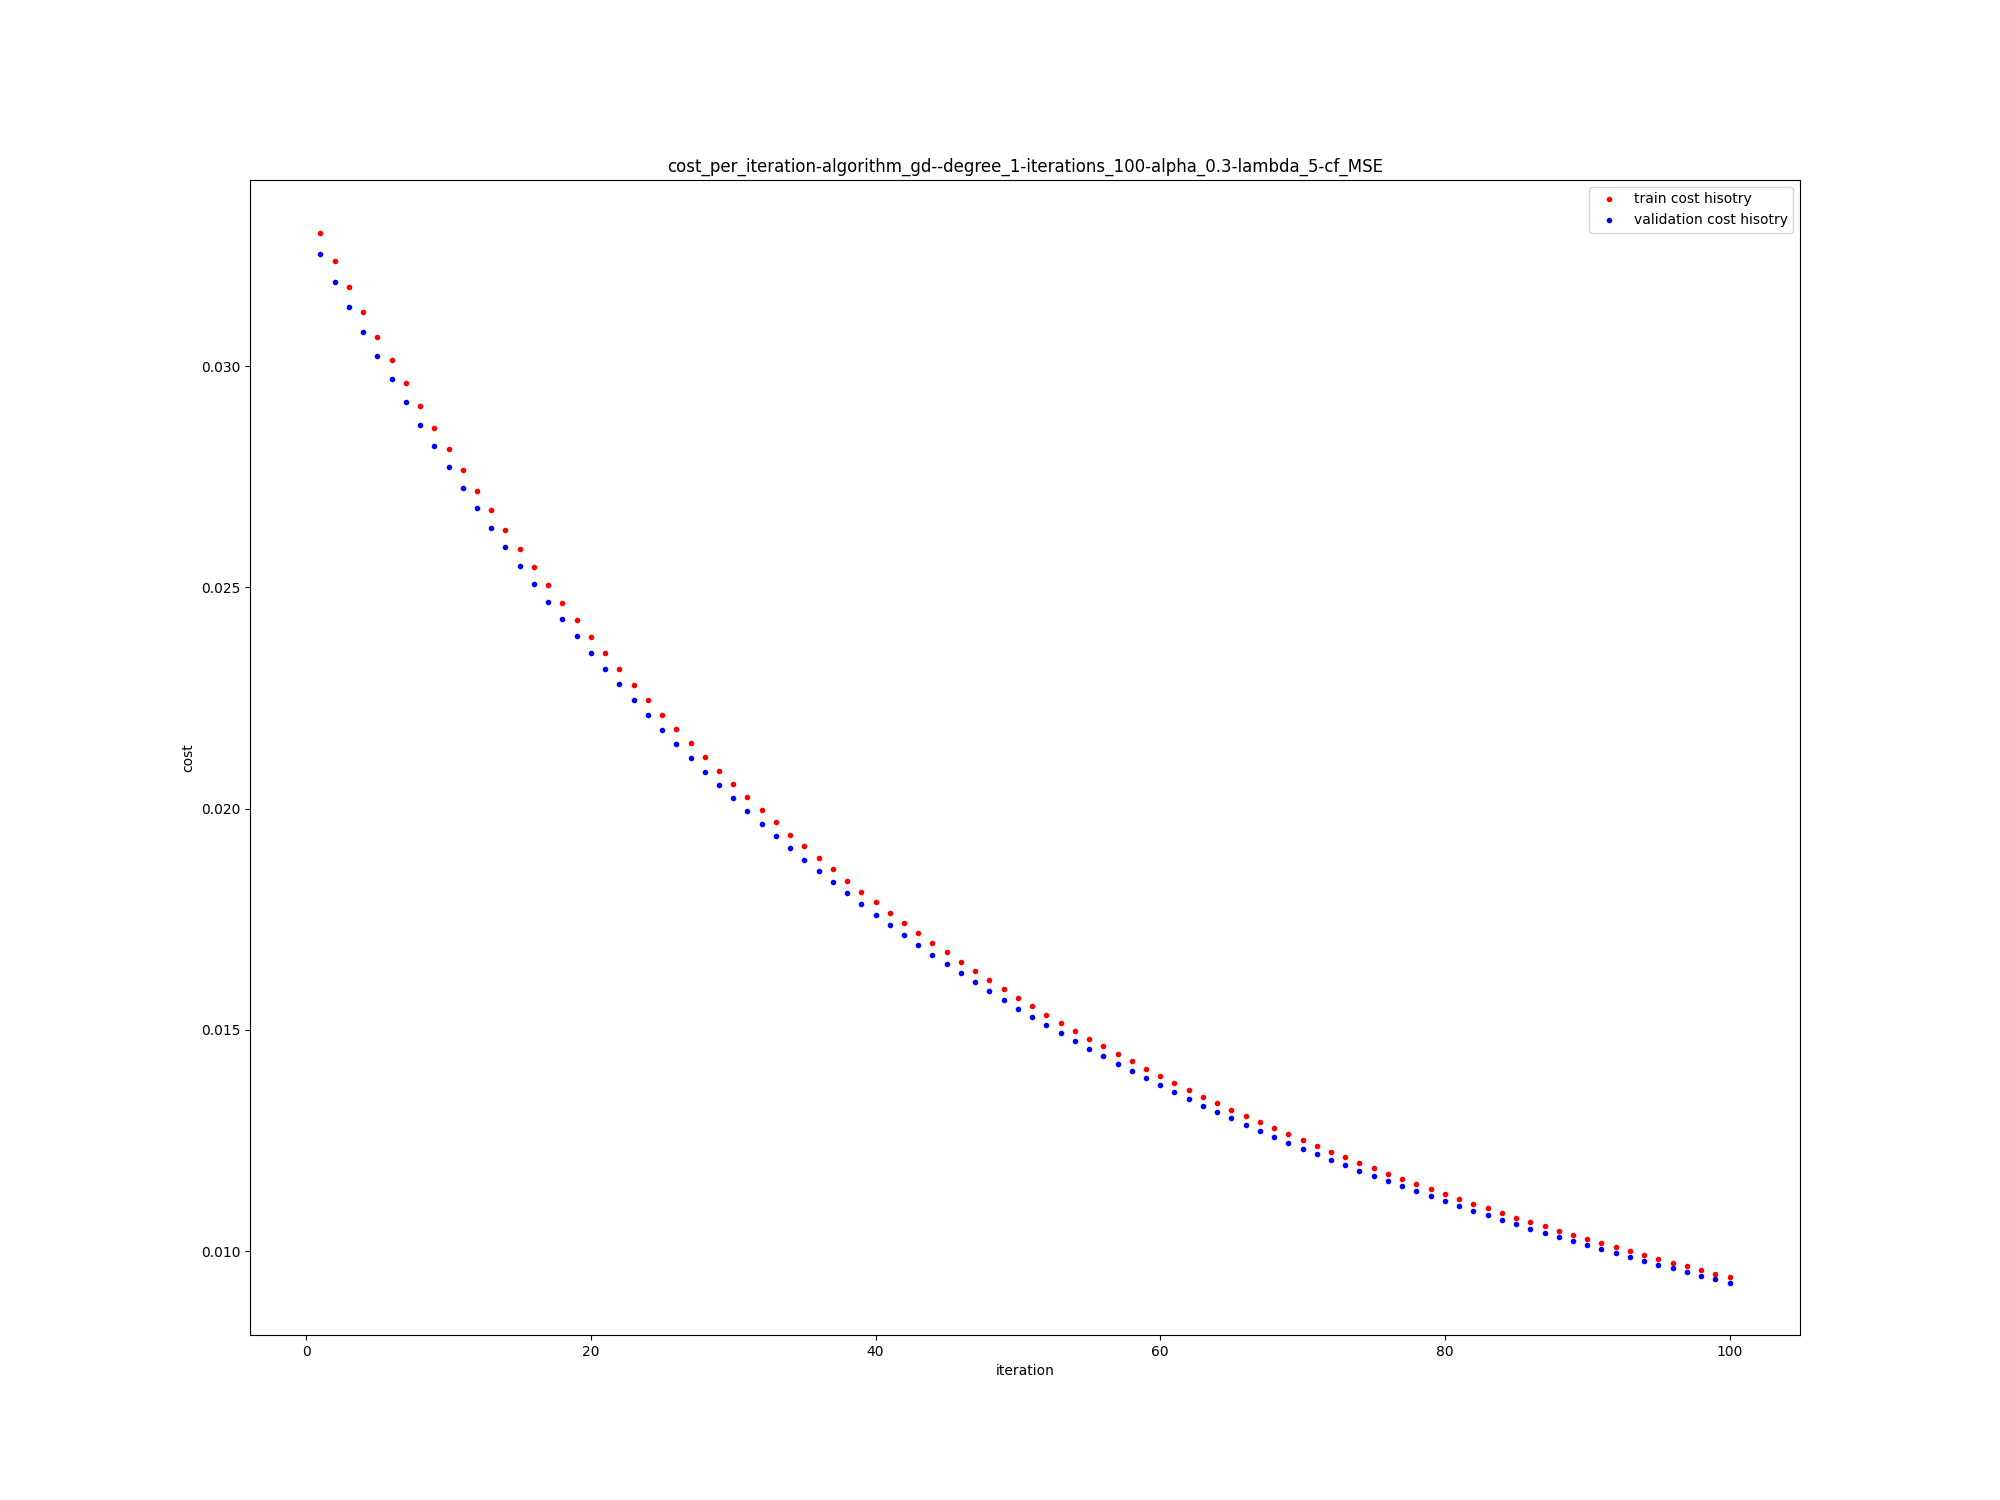 cost_per_iteration-algorithm_gd--degree_1-iterations_100-alpha_0.3-lambda_5-cf_MSE
train cost hisotry
validation cost hisotry
0.030
0.025
0.020
0.015
0.010
cost
0 20 40 60 80 100
iteration